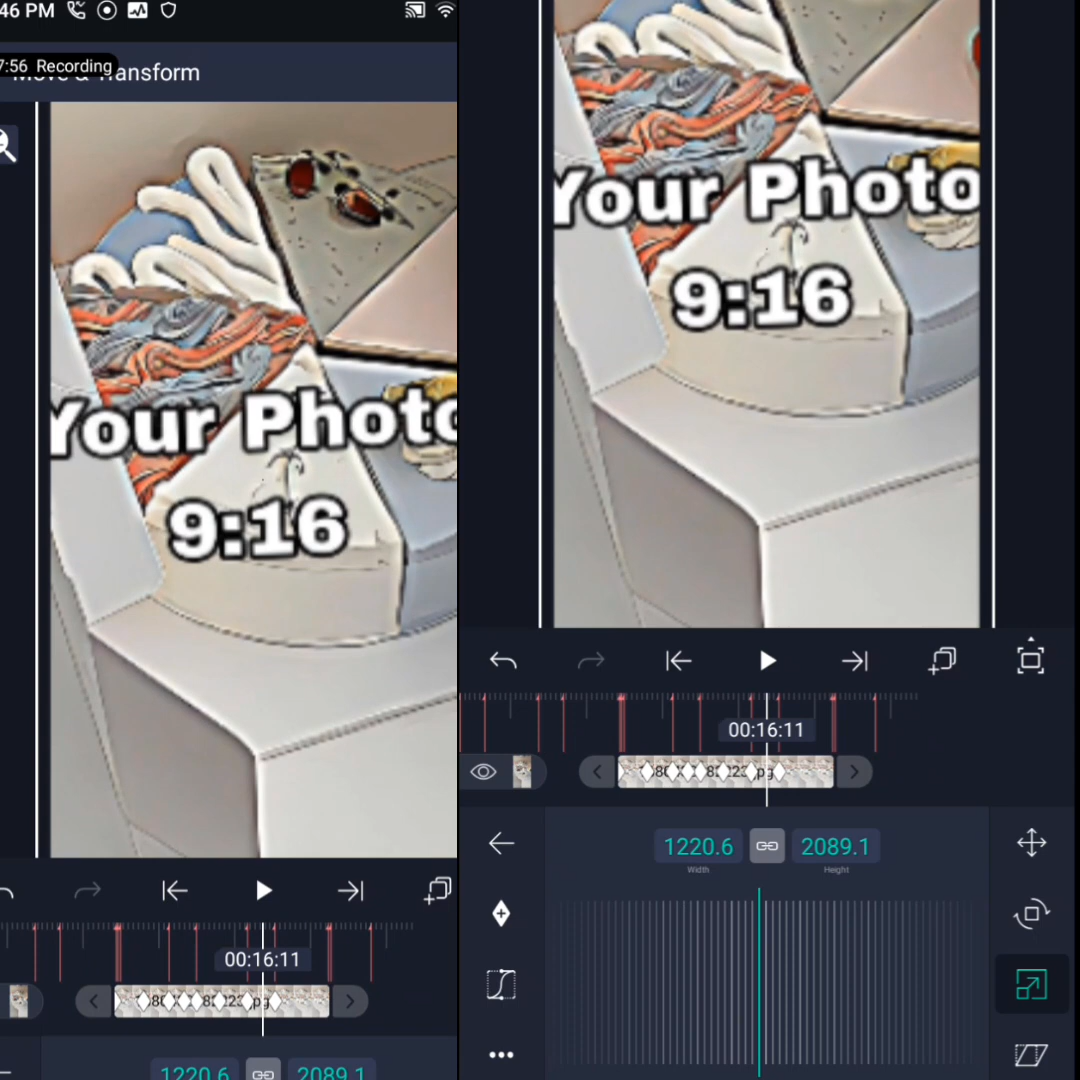 46 PM
7:56 Recording
Move & Transform
Your Photo
9:16
00:16:11
1220.6
2089.1
Your Photo
9:16
00:16:11
1220.6
2089.1
Width
Height